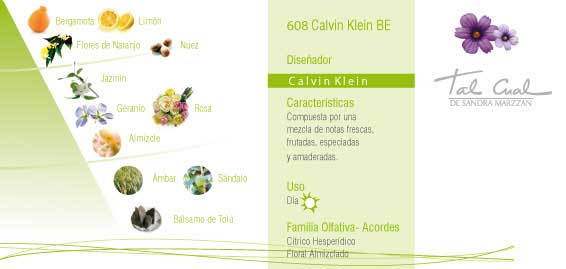 Bergamota
Limón
Flores de Naranjo
Nuez
Jazmin
Geranio
Rosa
Almizcle
Ámbar
Sándalo
Bálsamo de Tolú
608 Calvin Klein BE
Diseñador
Calvin Klein
Características
Compuesta por una
mezcla de notas frescas,
frutadas, especiadas
y amaderadas.
Uso
Día
Familia Olfativa- Acordes
Cítrico Hesperídico
Floral Almizclado
Tal Cual
DE SANDRA MARZZAN